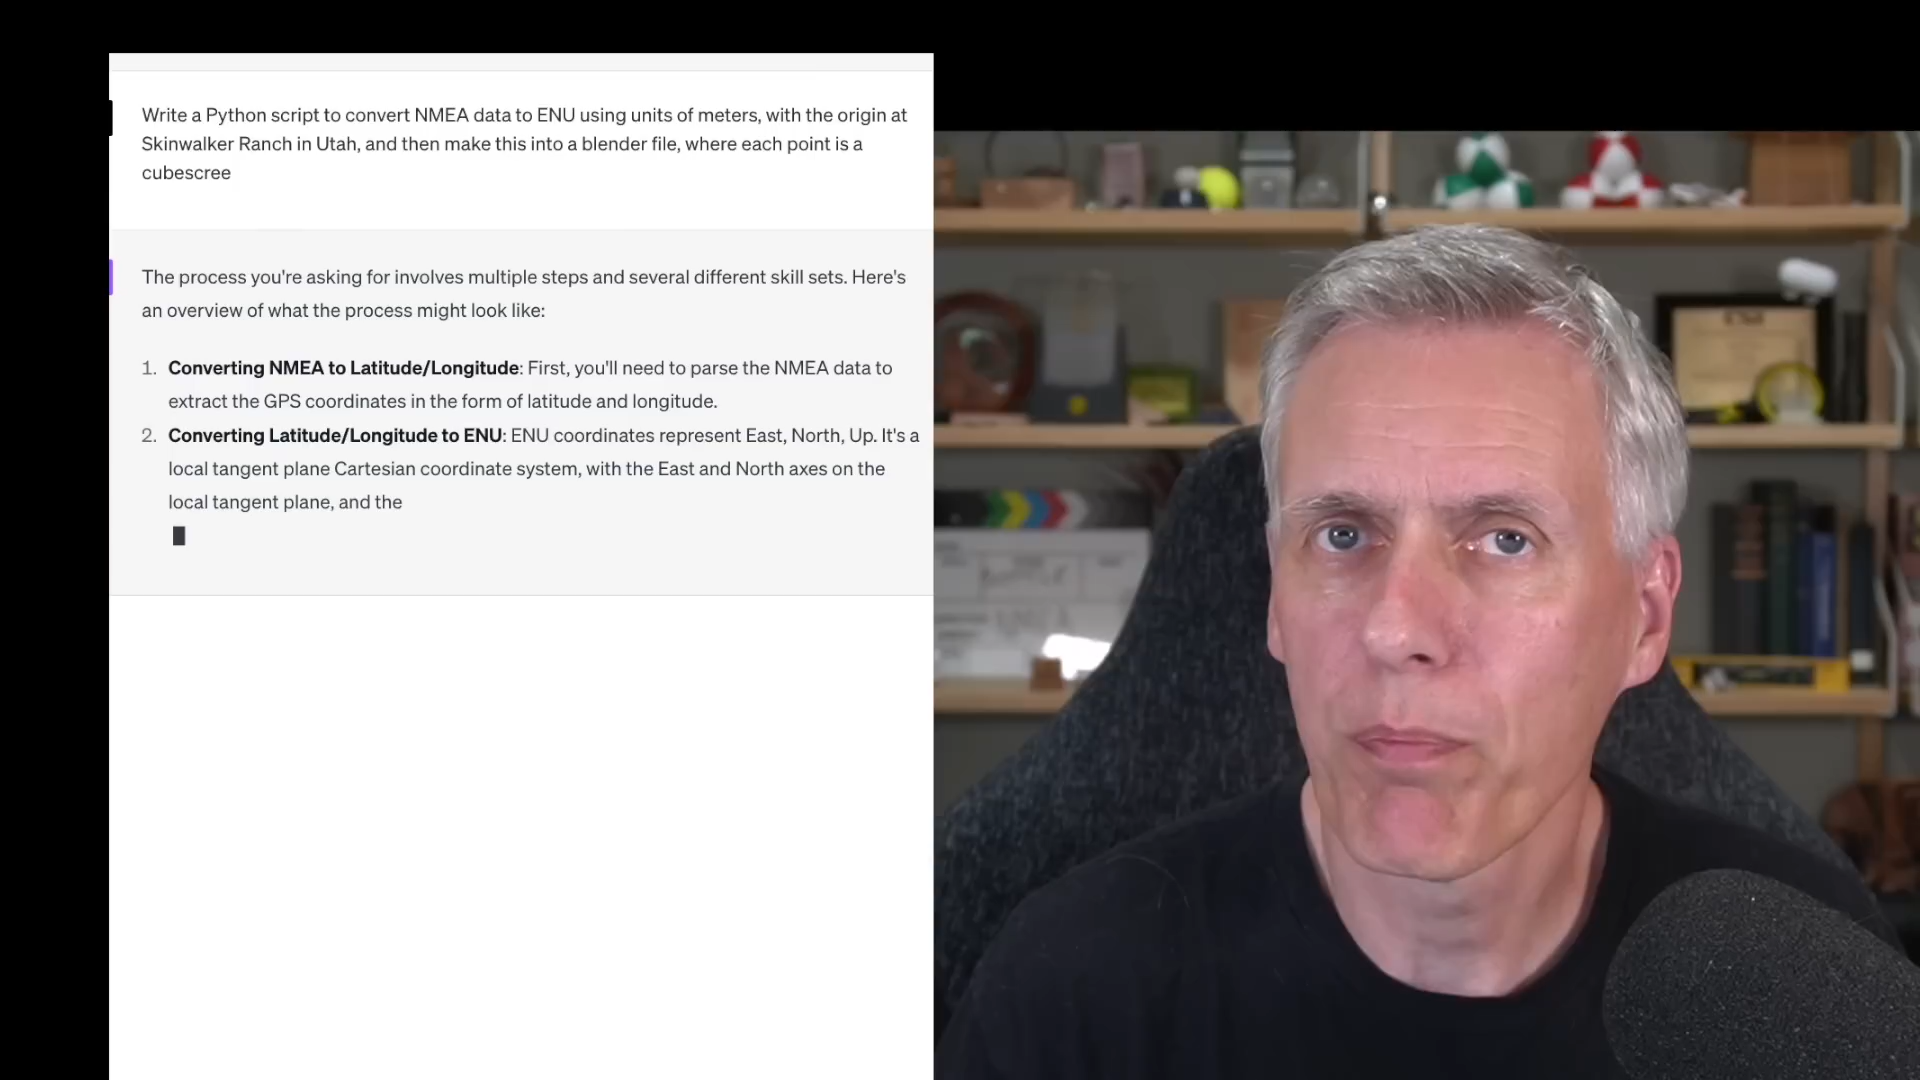 Write a Python script to convert NMEA data to ENU using units of meters, with the origin at
Skinwalker Ranch in Utah, and then make this into a blender file, where each point is a
cubescree
The process you're asking for involves multiple steps and several different skill sets. Here's
an overview of what the process might look like:
1. Converting NMEA to Latitude/Longitude: First, you'll need to parse the NMEA data to
extract the GPS coordinates in the form of latitude and longitude.
2. Converting Latitude/Longitude to ENU: ENU coordinates represent East, North, Up. It's a
local tangent plane Cartesian coordinate system, with the East and North axes on the
local tangent plane, and the